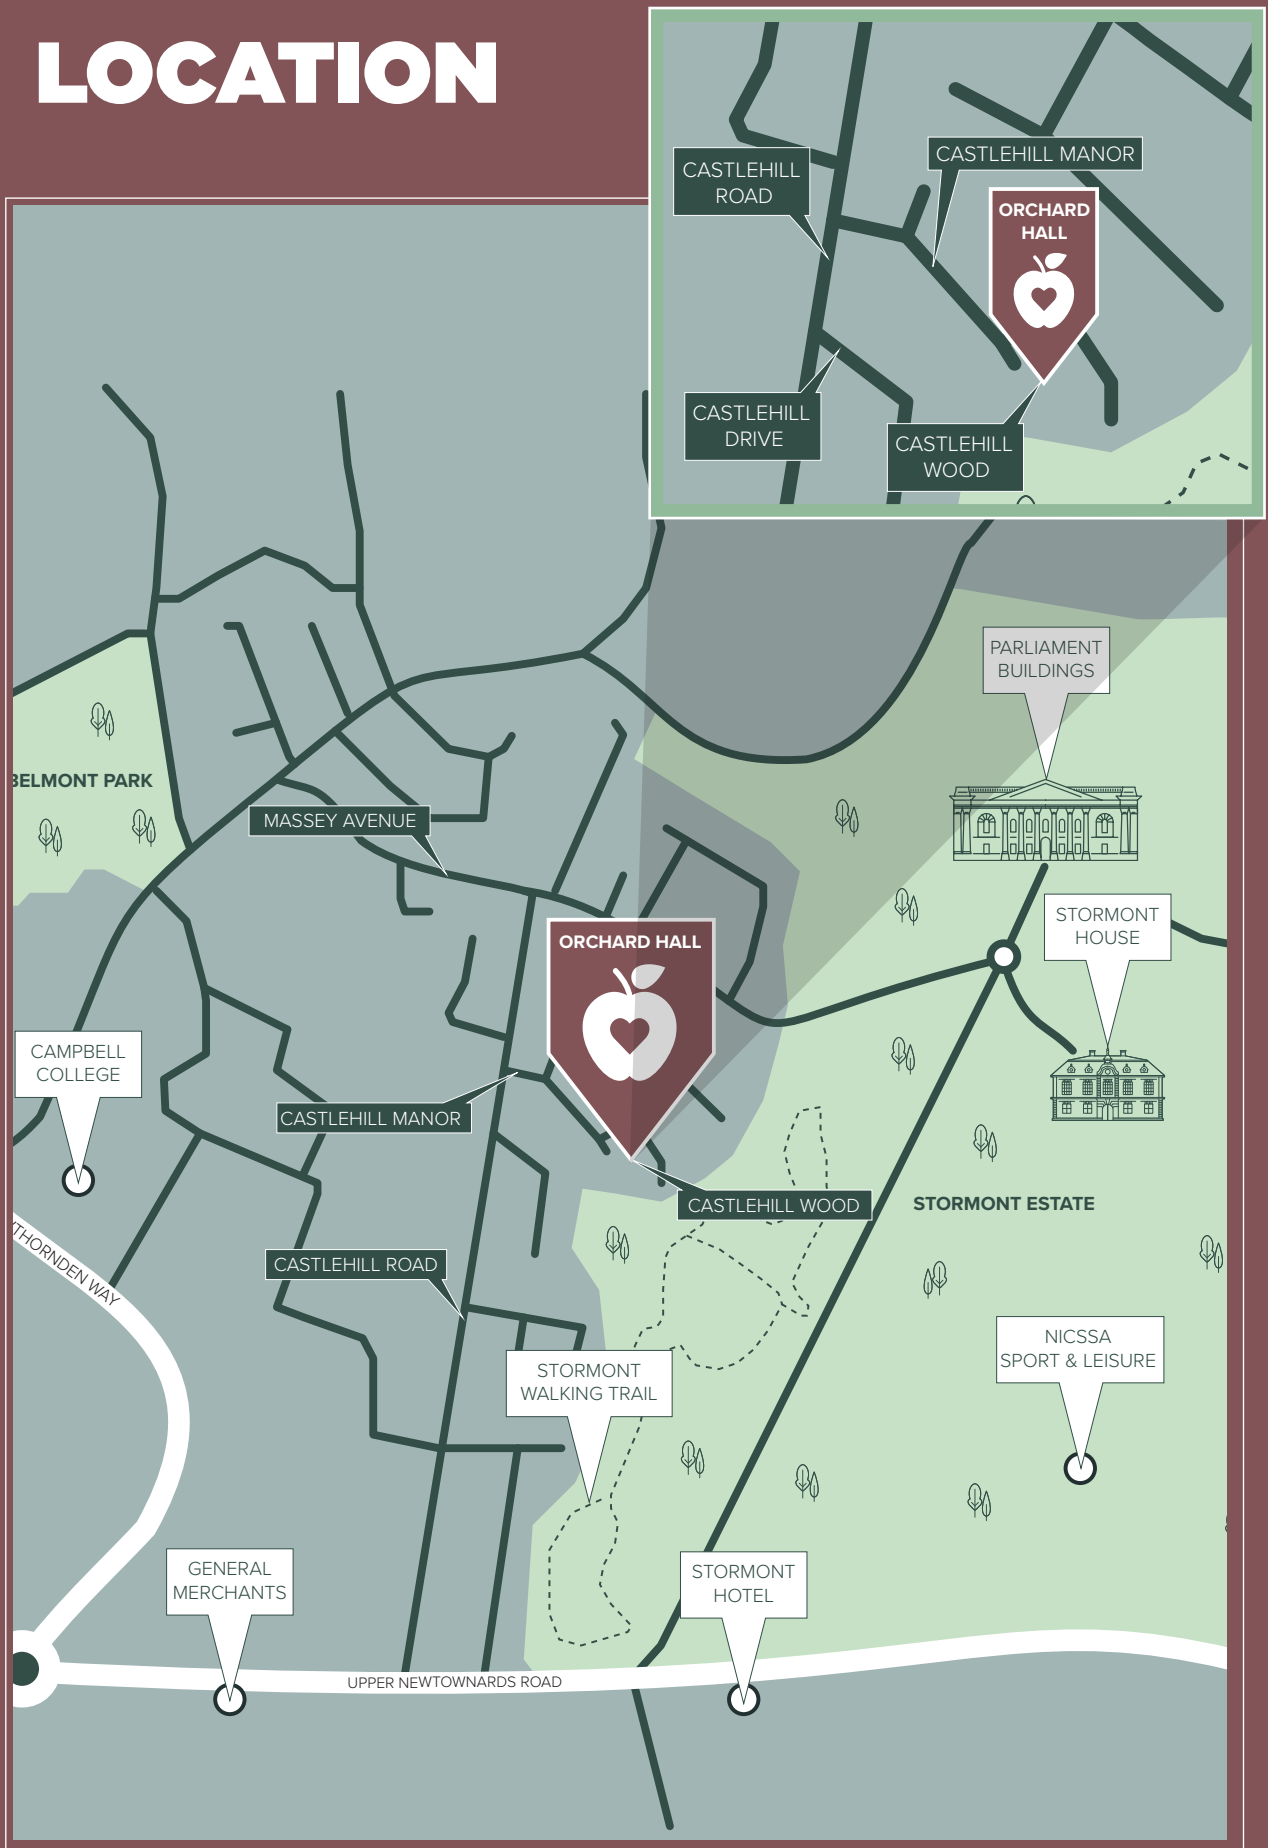 LOCATION
CASTLEHILL
ROAD
CASTLEHILL MANOR
ORCHARD
HALL
CASTLEHILL
DRIVE
CASTLEHILL
WOOD
PARLIAMENT
BUILDINGS
BELMONT PARK
MASSEY AVENUE
STORMONT
HOUSE
ORCHARD HALL
CAMPBELL
COLLEGE
CASTLEHILL MANOR
CASTLEHILL WOOD
STORMONT ESTATE
THORNDEN WAY
CASTLEHILL ROAD
NICSSA
SPORT & LEISURE
STORMONT
WALKING TRAIL
GENERAL
MERCHANTS
STORMONT
HOTEL
UPPER NEWTOWNARDS ROAD